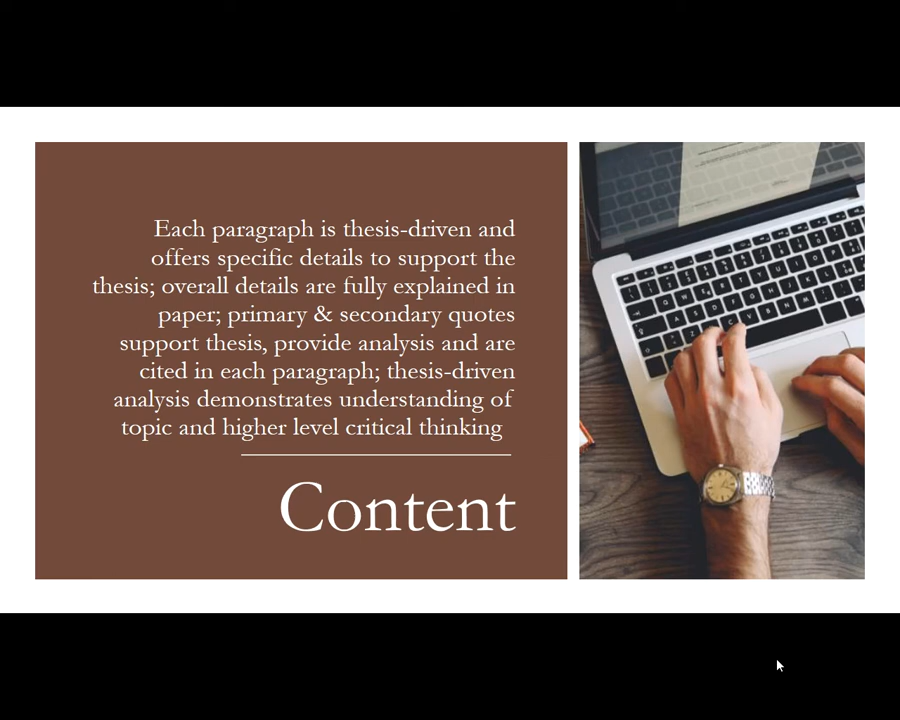 Each paragraph is thesis-driven and
offers specific details to support the
thesis; overall details are fully explained in
paper; primary & secondary quotes
support thesis, provide analysis and are
cited in each paragraph; thesis-driven
analysis demonstrates understanding of
topic and higher level critical thinking
Content